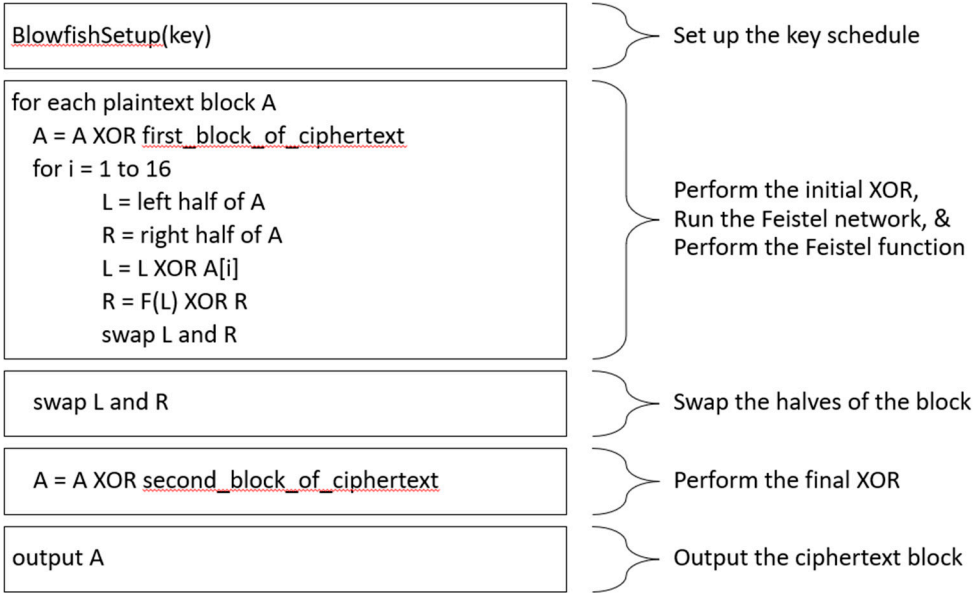 BlowfishSetup(key)
Set up the key schedule
for each plaintext block A
A = A XOR first_block_of_ciphertext
for i = 1 to 16
L = left half of A
R = right half of A
L = L XOR A[i]
R = F(L) XOR R
swap L and R
Perform the initial XOR,
Run the Feistel network, &
Perform the Feistel function
swap L and R
Swap the halves of the block
A = A XOR second_block_of_ciphertext
Perform the final XOR
output A
Output the ciphertext block